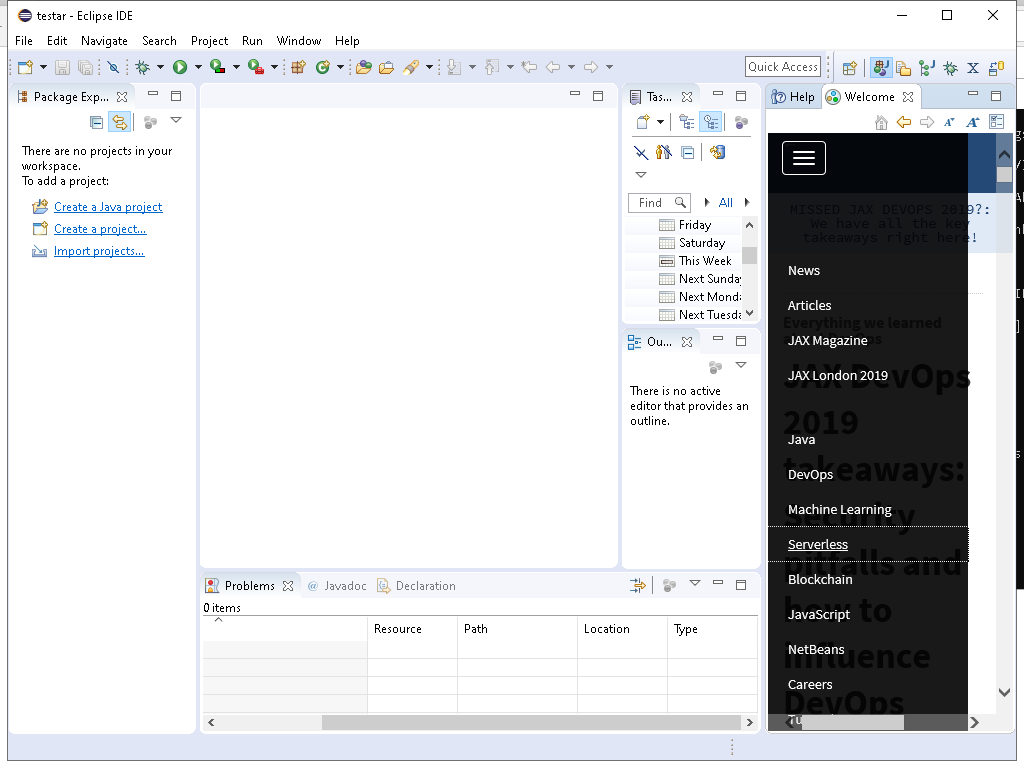 testar - Eclipse IDE
File Edit Navigate Search Project Run Window Help
Quick Access
Package Exp...
There are no projects in your
workspace.
To add a project:
Create a Java project
Create a project...
Import projects...
Tas...
Find All
Friday
Saturday
This Week
Next Sunday
Next Mond
Next Tuesda
Ou...
There is no active
editor that provides an
outline.
Problems @ Javadoc Declaration
0 items
Resource Path Location Type
Help Welcome
MISSED JAX DEVOPS 2019?:
We have all the key
takeaways right here!
News
Articles
Everything we learned
JAX Magazine
JAX London 2019
JAX DevOps
2019
takeaways:
Security
pitfalls and
how to
influence
DevOps
Java
DevOps
Machine Learning
Serverless
Blockchain
JavaScript
NetBeans
Careers